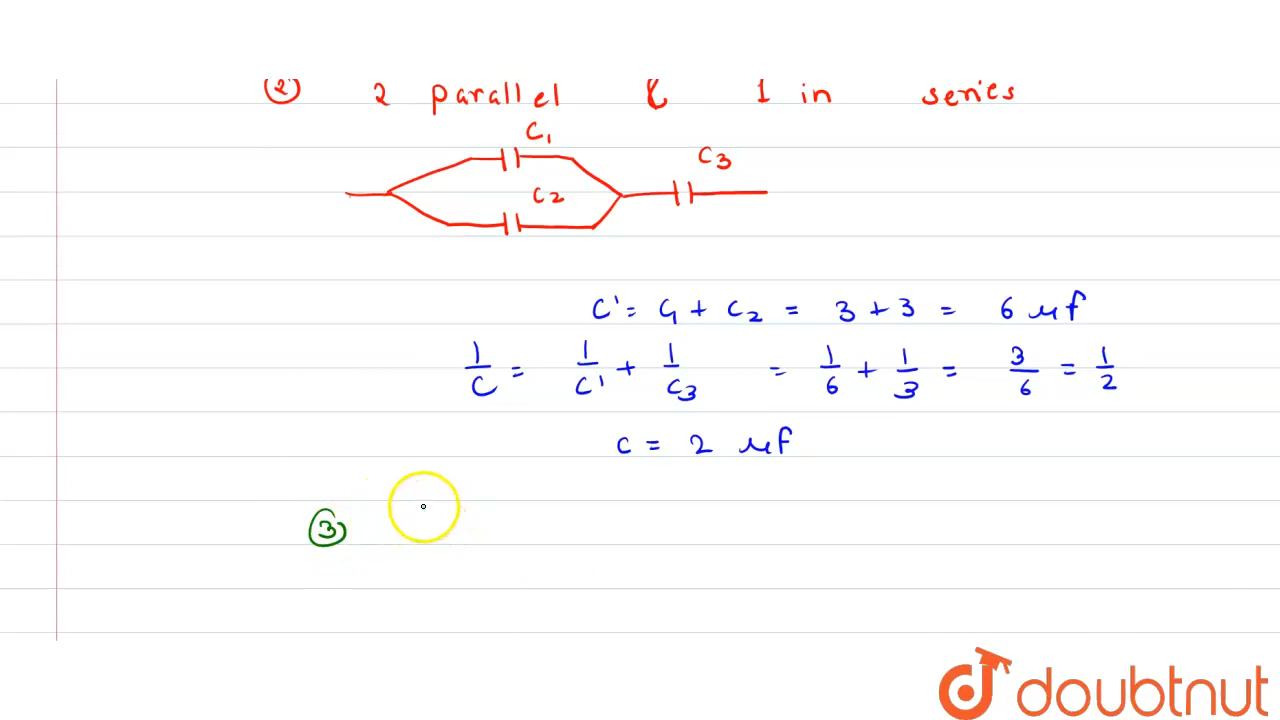 ② 2 parallel & 1 in series
C₁
C₃
C₂
C' = C₁ + C₂ = 3 + 3 = 6 μf
1/C = 1/C' + 1/C₃ = 1/6 + 1/3 = 3/6 = 1/2
C = 2 μf
③
doubtnut